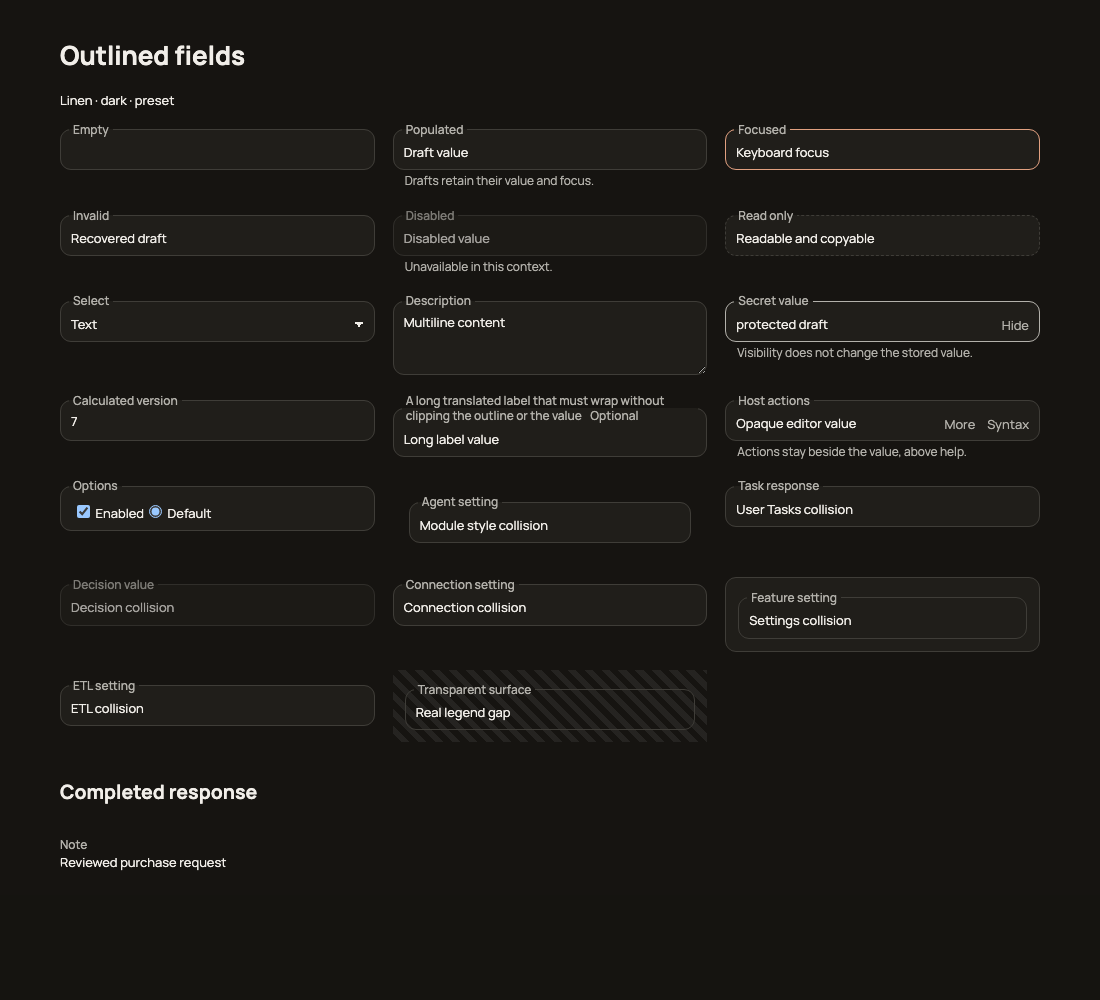 Outlined fields
Linen · dark · preset
Empty
Populated
Draft value
Drafts retain their value and focus.
Focused
Keyboard focus
Invalid
Recovered draft
Disabled
Disabled value
Unavailable in this context.
Read only
Readable and copyable
Select
Text
Description
Multiline content
Secret value
protected draft
Hide
Visibility does not change the stored value.
Calculated version
7
A long translated label that must wrap without
clipping the outline or the value Optional
Long label value
Host actions
Opaque editor value
More Syntax
Actions stay beside the value, above help.
Options
Enabled Default
Agent setting
Module style collision
Task response
User Tasks collision
Decision value
Decision collision
Connection setting
Connection collision
Feature setting
Settings collision
ETL setting
ETL collision
Transparent surface
Real legend gap
Completed response
Note
Reviewed purchase request